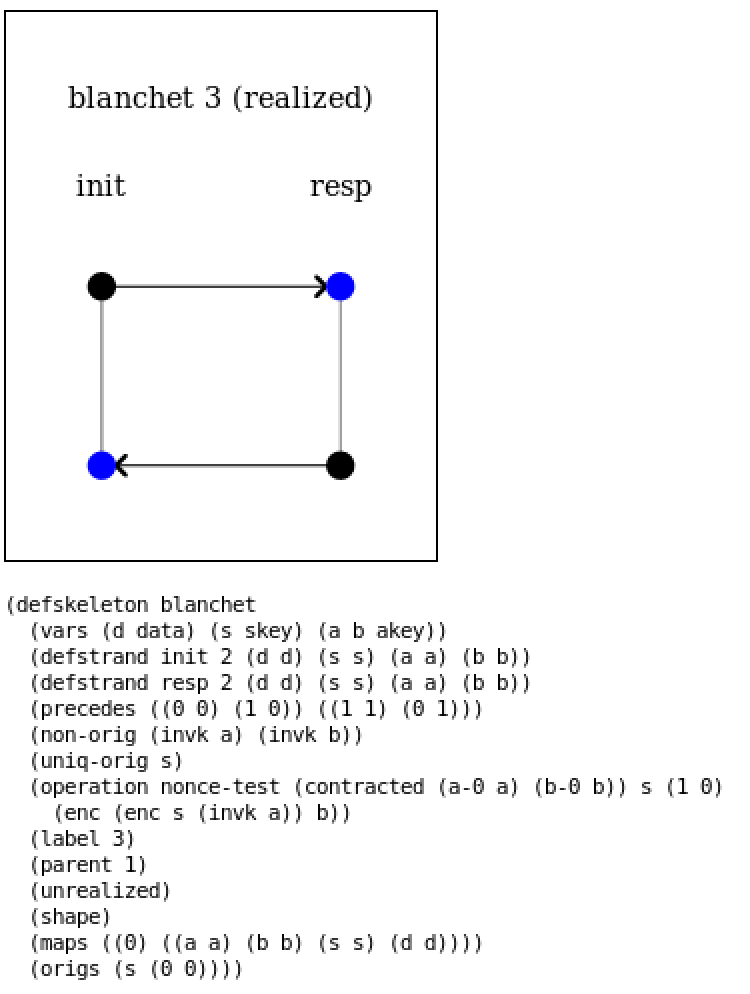 blanchet 3 (realized)
init resp
(defskeleton blanchet
  (vars (d data) (s skey) (a b akey))
  (defstrand init 2 (d d) (s s) (a a) (b b))
  (defstrand resp 2 (d d) (s s) (a a) (b b))
  (precedes ((0 0) (1 0)) ((1 1) (0 1)))
  (non-orig (invk a) (invk b))
  (uniq-orig s)
  (operation nonce-test (contracted (a-0 a) (b-0 b)) s (1 0)
    (enc (enc s (invk a)) b))
  (label 3)
  (parent 1)
  (unrealized)
  (shape)
  (maps ((0) ((a a) (b b) (s s) (d d))))
  (origs (s (0 0))))